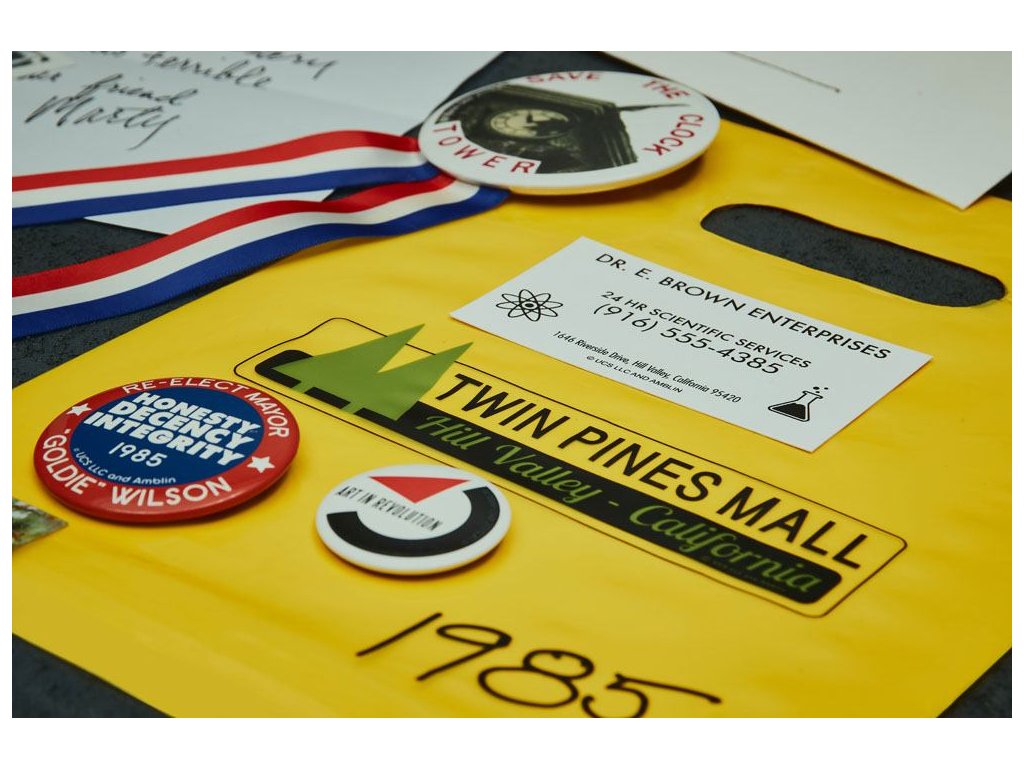 terrible
friend
Marty
SAVE THE CLOCK
TOWER
DR. E. BROWN ENTERPRISES
24 HR SCIENTIFIC SERVICES
(916) 555-4385
1646 Riverside Drive, Hill Valley, California 95420
© UCS LLC AND AMBLIN
TWIN PINES MALL
Hill Valley - California
RE-ELECT MAYOR
HONESTY
DECENCY
INTEGRITY
1985
© UCS LLC and Amblin
"GOLDIE" WILSON
ART IN REVOLUTION
1985